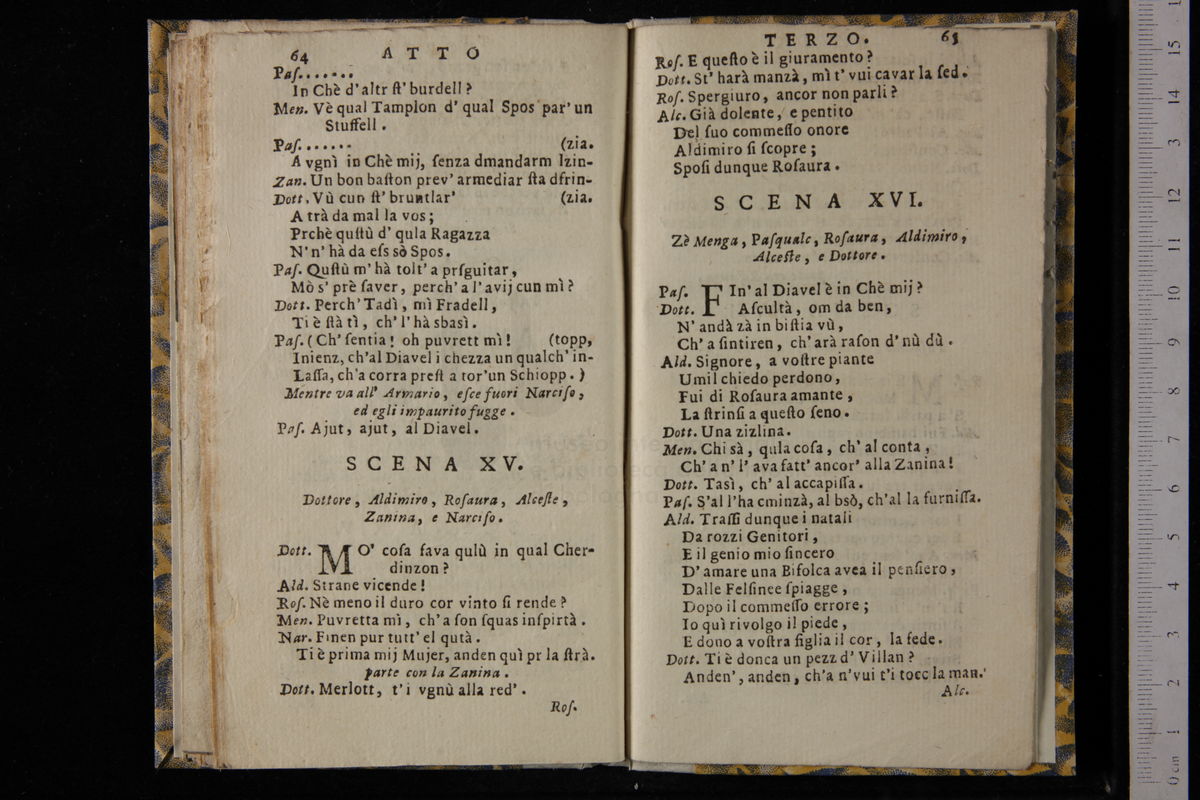 64 ATTO
Pas.......
In Chè d'altr st' burdell?
Men. Vè qual Tamplon d' qual Spos par' un
Stuffell.
Pas....... (zia.
A vgnì in Chè mij, senza dmandarm lzin-
Zan. Un bon baston prev' armediar sta dfrin-
Dott. Vù cun st' bruntlar' (zia.
A trà da mal la vos;
Prchè qustù d' qula Ragazza
N' n' hà da ess sò Spos.
Pas. Qustù m' hà tolt' a prsguitar,
Mò s' prè saver, perch' a l' avij cun mì?
Dott. Perch' Tadì, mì Fradell,
Ti è stà tì, ch' l' hà sbasì.
Pas. (Ch' sentia! oh puvrett mì! (topp,
Inienz, ch'al Diavel i chezza un qualch' in-
Lassa, ch'a corra prest a tor'un Schiopp.)
Mentre va all' Armario, esce fuori Narciso,
ed egli impaurito fugge.
Pas. Ajut, ajut, al Diavel.
SCENA XV.
Dottore, Aldimiro, Rosaura, Alceste,
Zanina, e Narciso.
Dott. MO' cosa fava qulù in qual Cher-
dinzon?
Ald. Strane vicende!
Ros. Nè meno il duro cor vinto si rende?
Men. Puvretta mì, ch'a son squas inspirtà.
Nar. Finen pur tutt' el qutà.
Ti è prima mij Mujer, anden quì pr la strà.
parte con la Zanina.
Dott. Merlott, t'i vgnù alla red'.
Ros.
TERZO. 65
Ros. E questo è il giuramento?
Dott. St' harà manzà, mì t' vui cavar la sed.
Ros. Spergiuro, ancor non parli?
Alc. Già dolente, e pentito
Del suo commesso onore
Aldimiro si scopre;
Sposi dunque Rosaura.
SCENA XVI.
Zè Menga, Pasquale, Rosaura, Aldimiro,
Alceste, e Dottore.
Pas. FIn' al Diavel è in Chè mij?
Dott. Ascultà, om da ben,
N' andà zà in bistia vù,
Ch' a sintiren, ch' arà rason d' nù dù.
Ald. Signore, a vostre piante
Umil chiedo perdono,
Fui di Rosaura amante,
La strinsi a questo seno.
Dott. Una zizlina.
Men. Chi sà, qula cosa, ch' al conta,
Ch' a n' l' ava fatt' ancor' alla Zanina!
Dott. Tasì, ch' al accapissa.
Pas. S'al l'ha cminzà, al bsò, ch'al la furnissa.
Ald. Trassi dunque i natali
Da rozzi Genitori,
E il genio mio sincero
D' amare una Bifolca avea il pensiero,
Dalle Felsinee spiagge,
Dopo il commesso errore;
Io quì rivolgo il piede,
E dono a vostra figlia il cor, la fede.
Dott. Ti è donca un pezz d' Villan?
Anden', anden, ch'a n'vui t'i tocc la man.
Alc.